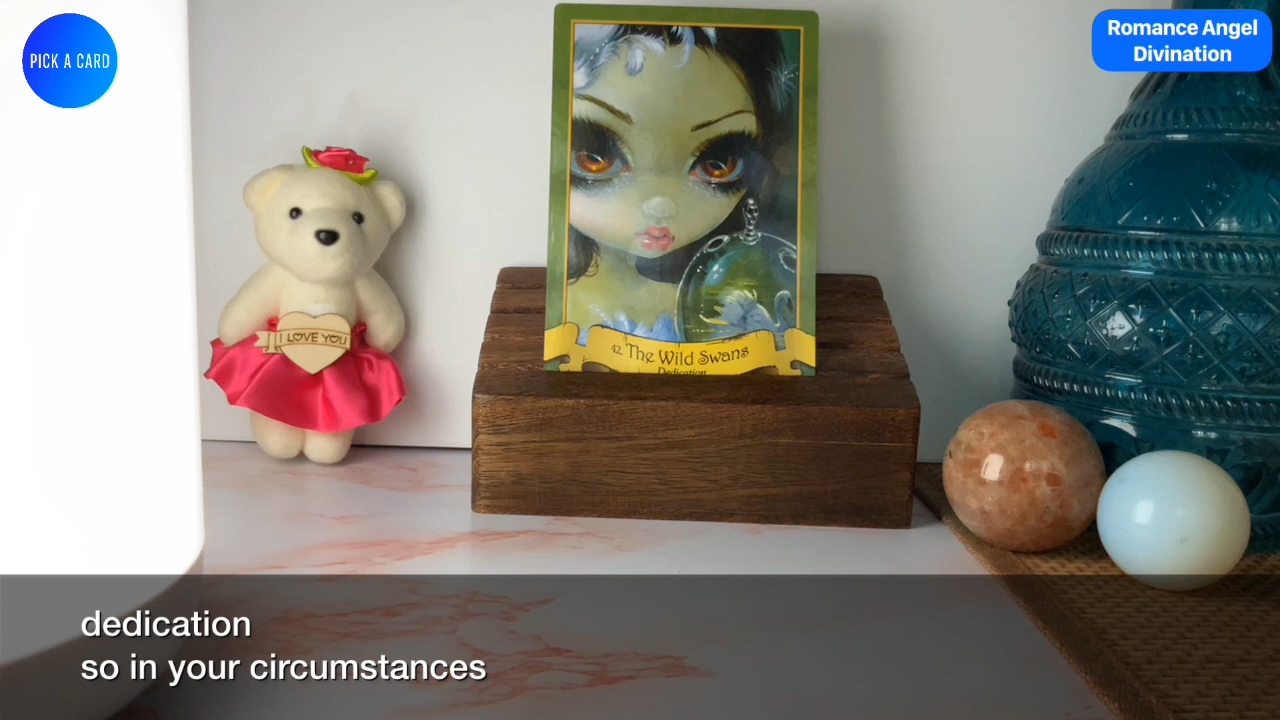 PICK A CARD
Romance Angel
Divination
I LOVE YOU
42 The Wild Swans
Dedication
dedication
so in your circumstances